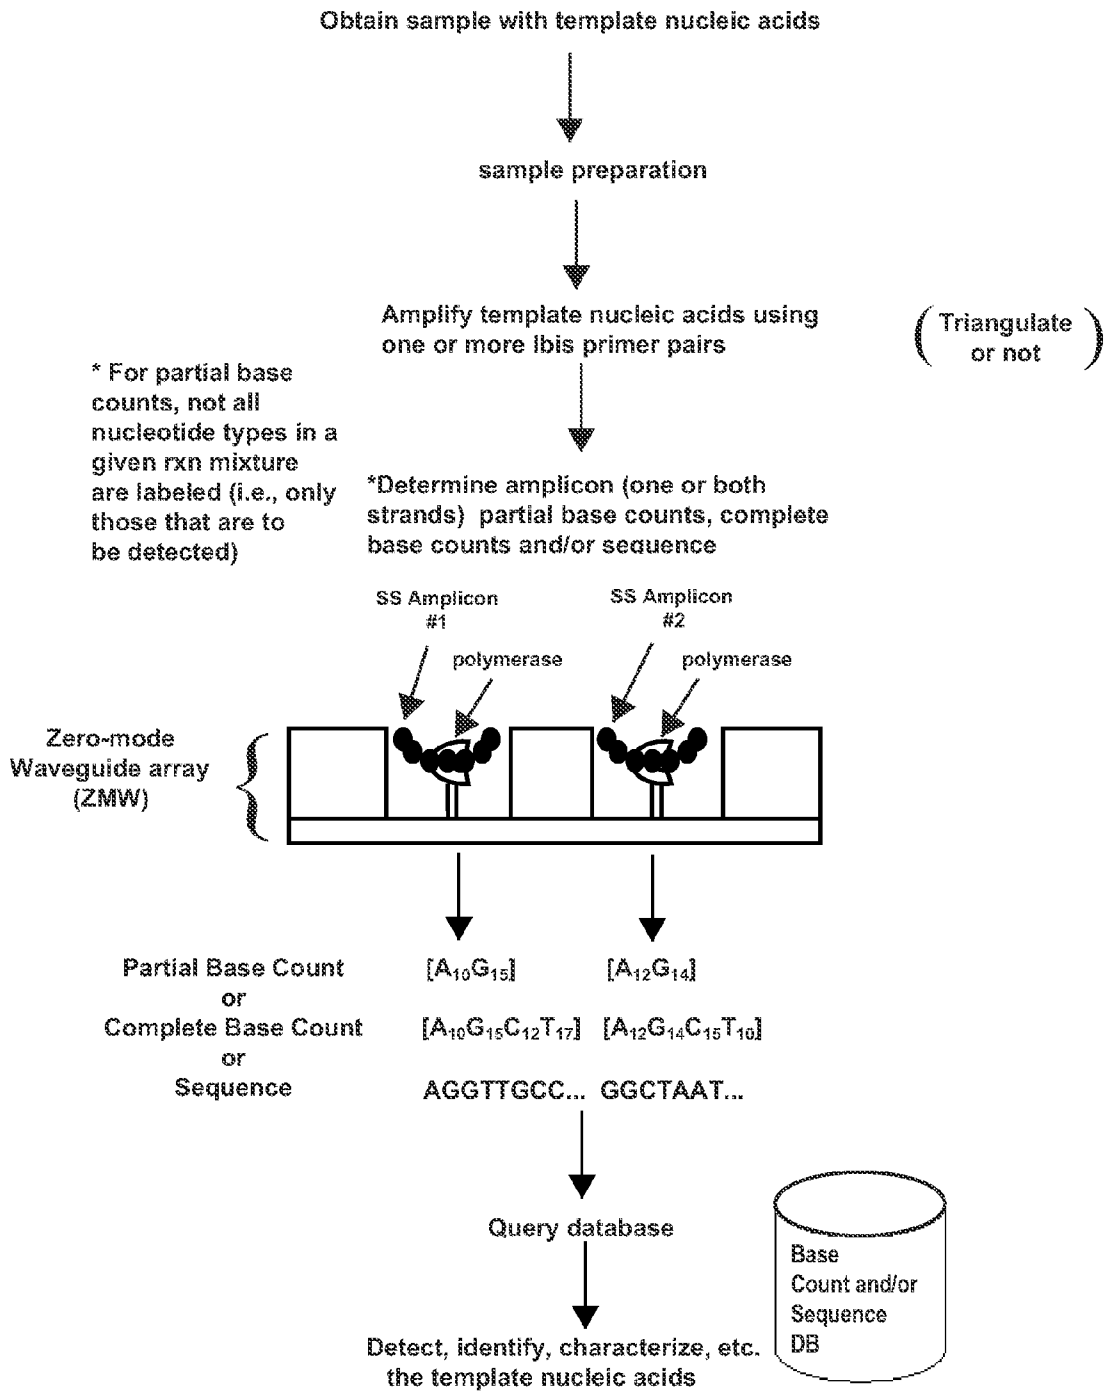 Obtain sample with template nucleic acids
sample preparation
Amplify template nucleic acids using
one or more Ibis primer pairs
(Triangulate
or not)
* For partial base
counts, not all
nucleotide types in a
given rxn mixture
are labeled (i.e., only
those that are to
be detected)
*Determine amplicon (one or both
strands) partial base counts, complete
base counts and/or sequence
SS Amplicon
#1
polymerase
SS Amplicon
#2
polymerase
Zero-mode
Waveguide array
(ZMW)
Partial Base Count
[A₁₀G₁₅]
[A₁₂G₁₄]
or
Complete Base Count
[A₁₀G₁₅C₁₂T₁₇]
[A₁₂G₁₄C₁₅T₁₀]
or
Sequence
AGGTTGCC...
GGCTAAT...
Query database
Base
Count and/or
Sequence
DB
Detect, identify, characterize, etc.
the template nucleic acids